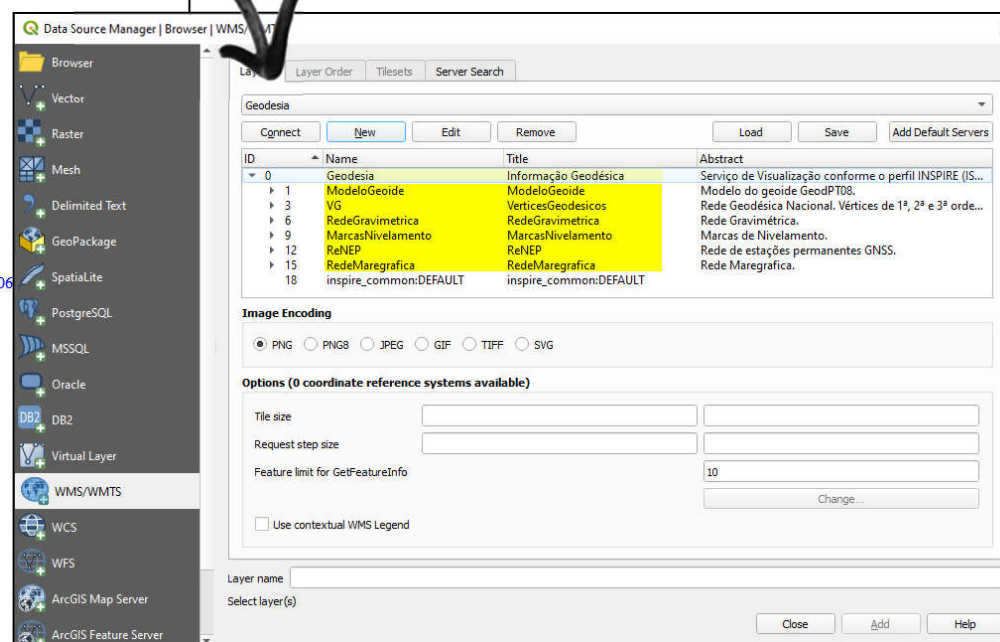 Data Source Manager | Browser | WMS/WMTS
Browser
Vector
Raster
Mesh
Delimited Text
GeoPackage
SpatiaLite
PostgreSQL
MSSQL
Oracle
DB2
DB2
Virtual Layer
WMS/WMTS
WCS
WFS
ArcGIS Map Server
ArcGIS Feature Server
06
Layer Order Tilesets Server Search
Geodesia
Connect New Edit Remove Load Save Add Default Servers
ID Name Title Abstract
0 Geodesia Informação Geodésica Serviço de Visualização conforme o perfil INSPIRE (IS...
1 ModeloGeoide ModeloGeoide Modelo do geoide GeodPT08.
3 VG VerticesGeodesicos Rede Geodésica Nacional. Vértices de 1ª, 2ª e 3ª orde...
6 RedeGravimetrica RedeGravimetrica Rede Gravimétrica.
9 MarcasNivelamento MarcasNivelamento Marcas de Nivelamento.
12 ReNEP ReNEP Rede de estações permanentes GNSS.
15 RedeMaregrafica RedeMaregrafica Rede Maregrafica.
18 inspire_common:DEFAULT inspire_common:DEFAULT
Image Encoding
PNG PNG8 JPEG GIF TIFF SVG
Options (0 coordinate reference systems available)
Tile size
Request step size
Feature limit for GetFeatureInfo 10
Change...
Use contextual WMS Legend
Layer name
Select layer(s)
Close Add Help